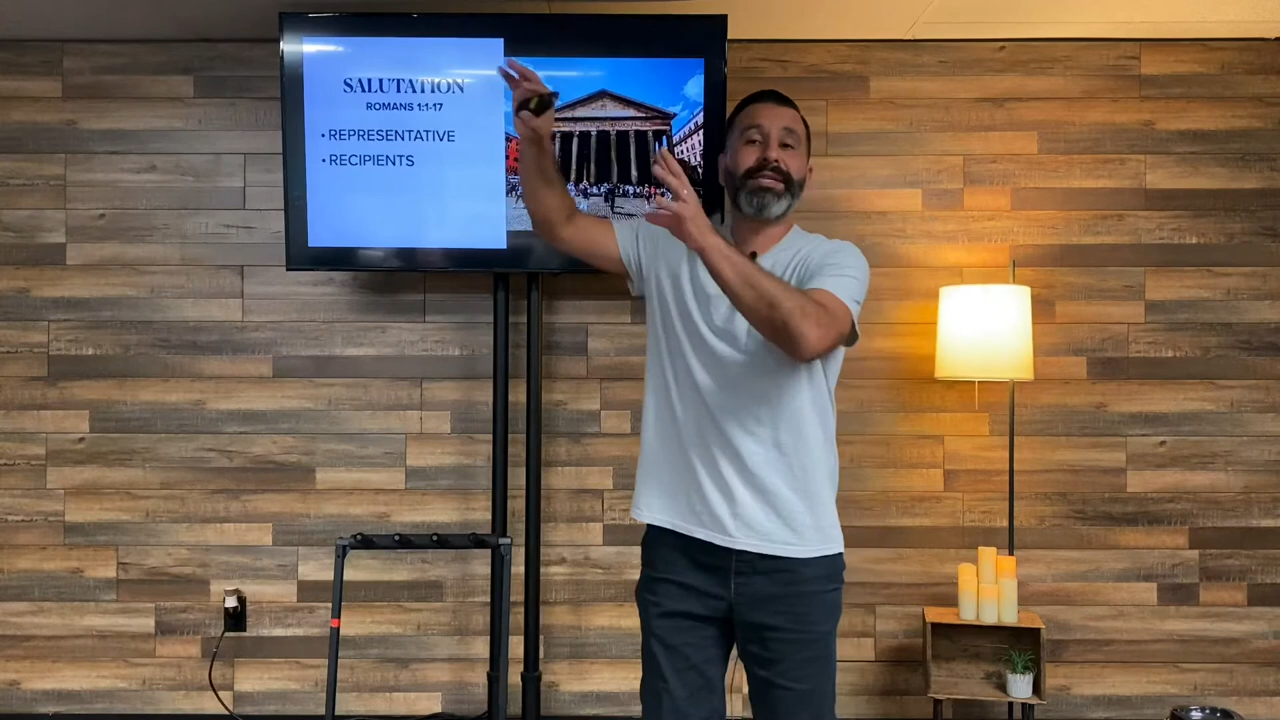 SALUTATION
ROMANS 1:1-17
• REPRESENTATIVE
• RECIPIENTS